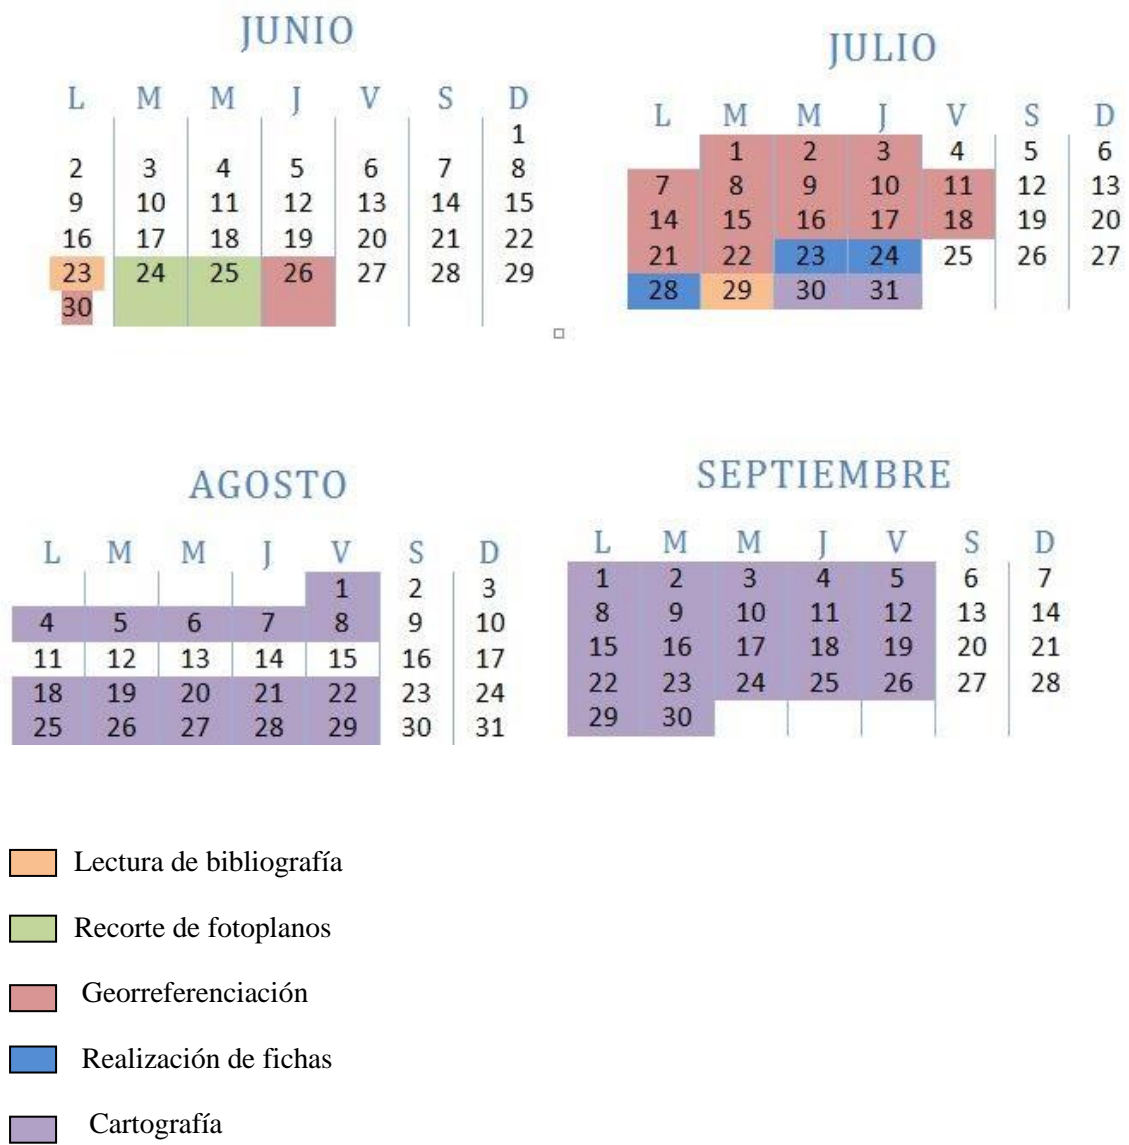 JUNIO
L M M J V S D
1
2 3 4 5 6 7 8
9 10 11 12 13 14 15
16 17 18 19 20 21 22
23 24 25 26 27 28 29
30
JULIO
L M M J V S D
1 2 3 4 5 6
7 8 9 10 11 12 13
14 15 16 17 18 19 20
21 22 23 24 25 26 27
28 29 30 31
AGOSTO
L M M J V S D
1 2 3
4 5 6 7 8 9 10
11 12 13 14 15 16 17
18 19 20 21 22 23 24
25 26 27 28 29 30 31
SEPTIEMBRE
L M M J V S D
1 2 3 4 5 6 7
8 9 10 11 12 13 14
15 16 17 18 19 20 21
22 23 24 25 26 27 28
29 30
Lectura de bibliografía
Recorte de fotoplanos
Georreferenciación
Realización de fichas
Cartografía